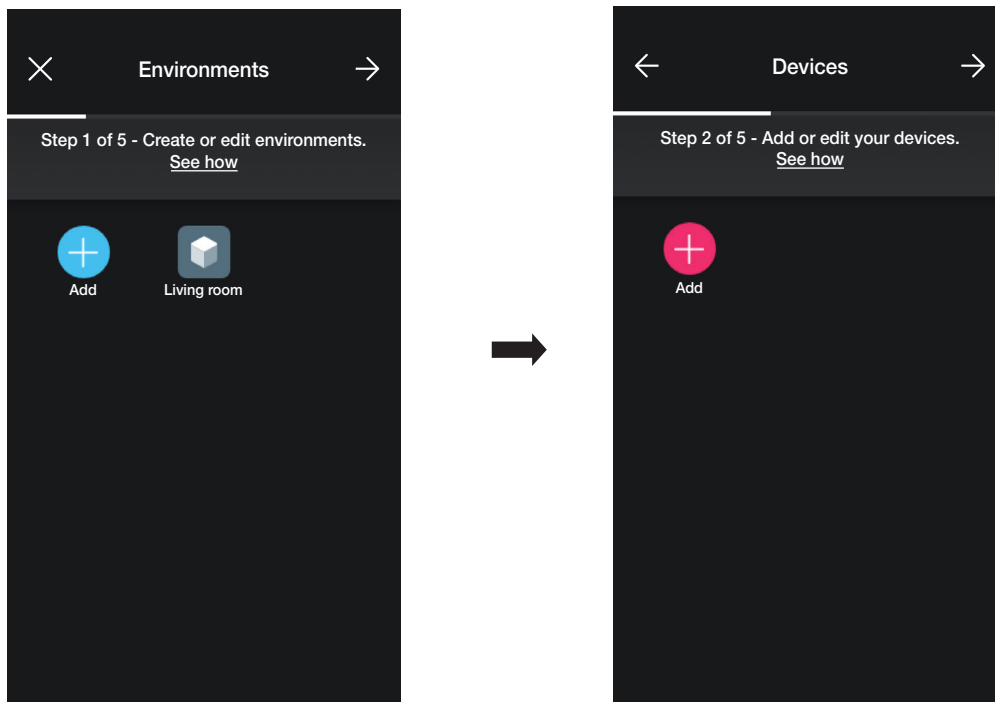 Environments
Step 1 of 5 - Create or edit environments.
See how
Add
Living room
Devices
Step 2 of 5 - Add or edit your devices.
See how
Add